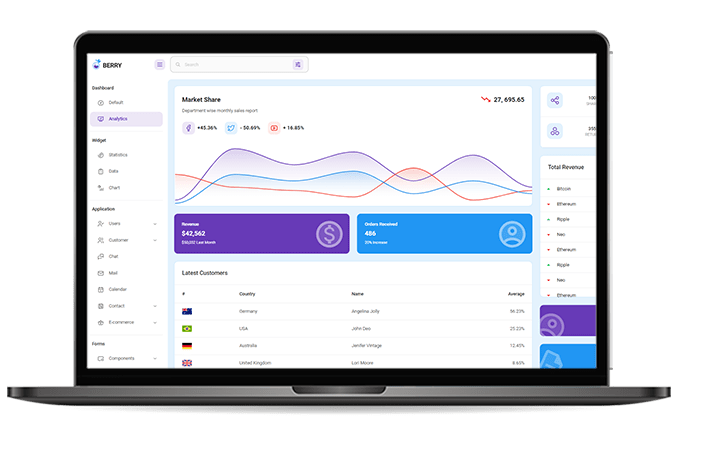 BERRY
Search
Dashboard
Default
Analytics
Widget
Statistics
Data
Chart
Application
Users
Customer
Chat
Mail
Calendar
Contact
E-commerce
Forms
Components
Market Share
27, 695.65
Department wise monthly sales report
+45.36%
- 50.69%
+ 16.85%
Revenue
$42,562
$50,032 Last Month
Orders Received
486
20% Increase
Latest Customers
# Country Name Average
Germany Angelina Jolly 56.23%
USA John Deo 25.23%
Australia Jenifer Vintage 12.45%
United Kingdom Lori Moore 8.65%
100
355
Total Revenue
Bitcoin
Ethereum
Ripple
Neo
Ethereum
Ripple
Neo
Ethereum